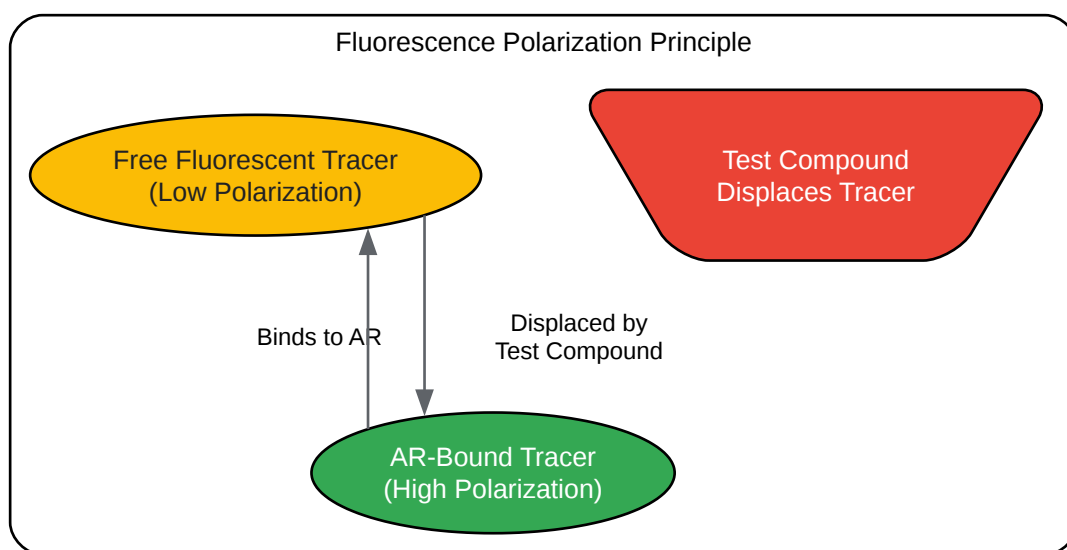 Fluorescence Polarization Principle
Free Fluorescent Tracer
(Low Polarization)
Test Compound
Displaces Tracer
Binds to AR
Displaced by
Test Compound
AR-Bound Tracer
(High Polarization)